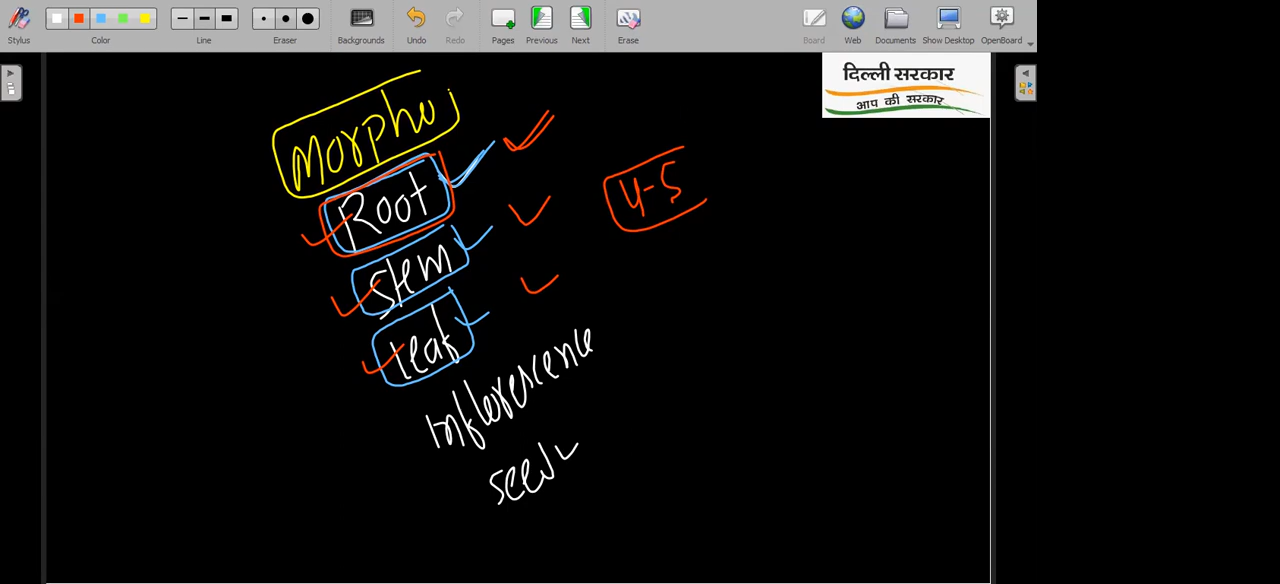 Stylus Color Line Eraser Backgrounds Undo Redo Pages Previous Next Erase Board Web Documents Show Desktop OpenBoard
दिल्ली सरकार
आप की सरकार
Morpho
Root
4-5
Stem
Leaf
Inflorescence